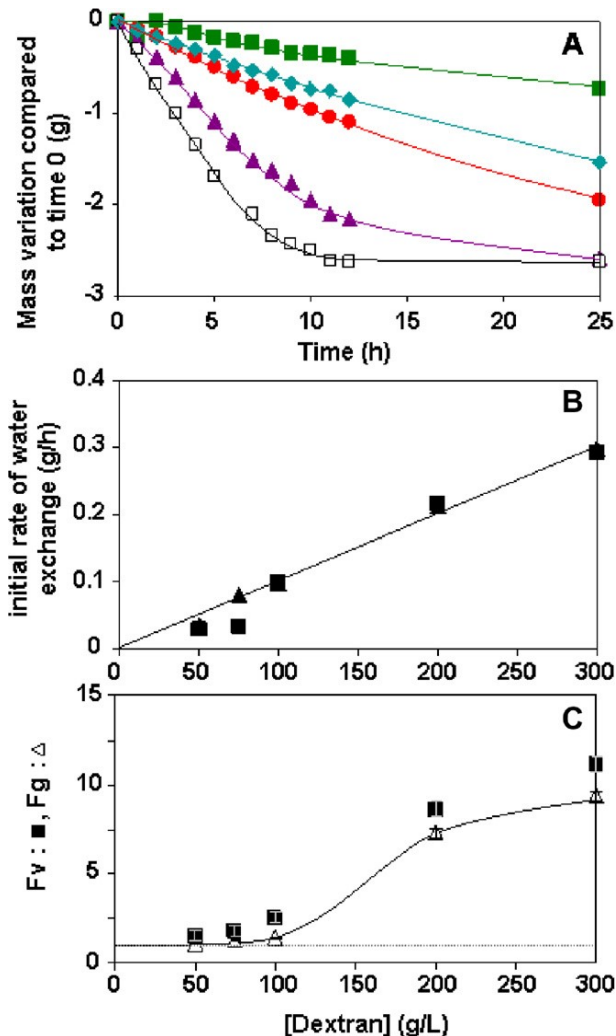 A
0
-1
-2
-3
Mass variation compared
to time 0 (g)
0 5 10 15 20 25
Time (h)
B
0.4
0.3
0.2
0.1
0
initial rate of water
exchange (g/h)
0 50 100 150 200 250 300
C
15
10
5
0
Fv : ■, Fg : △
0 50 100 150 200 250 300
[Dextran] (g/L)